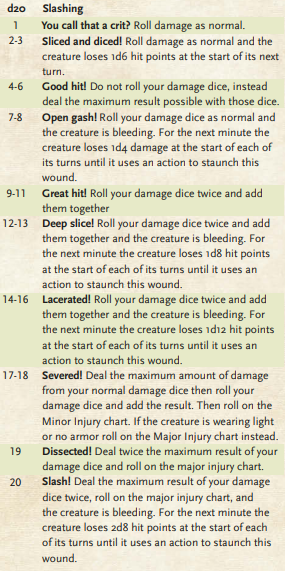 d20 Slashing
1 You call that a crit? Roll damage as normal.
2-3 Sliced and diced! Roll damage as normal and the
creature loses 1d6 hit points at the start of its next
turn.
4-6 Good hit! Do not roll your damage dice, instead
deal the maximum result possible with those dice.
7-8 Open gash! Roll your damage dice as normal and
the creature is bleeding. For the next minute the
creature loses 1d4 damage at the start of each of
its turns until it uses an action to staunch this
wound.
9-11 Great hit! Roll your damage dice twice and add
them together
12-13 Deep slice! Roll your damage dice twice and add
them together and the creature is bleeding. For
the next minute the creature loses 1d8 hit points
at the start of each of its turns until it uses an
action to staunch this wound.
14-16 Lacerated! Roll your damage dice twice and add
them together and the creature is bleeding. For
the next minute the creature loses 1d12 hit points
at the start of each of its turns until it uses an
action to staunch this wound.
17-18 Severed! Deal the maximum amount of damage
from your normal damage dice then roll your
damage dice and add the result. Then roll on the
Minor Injury chart. If the creature is wearing light
or no armor roll on the Major Injury chart instead.
19 Dissected! Deal twice the maximum result of your
damage dice and roll on the major injury chart.
20 Slash! Deal the maximum result of your damage
dice twice, roll on the major injury chart, and
the creature is bleeding. For the next minute the
creature loses 2d8 hit points at the start of each
of its turns until it uses an action to staunch this
wound.